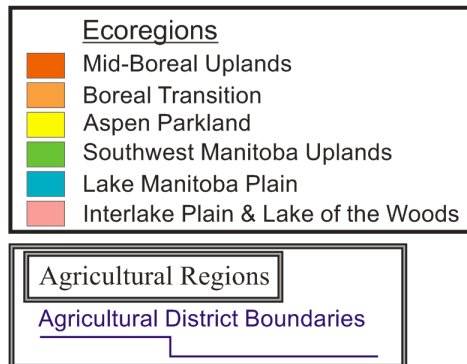 Ecoregions
Mid-Boreal Uplands
Boreal Transition
Aspen Parkland
Southwest Manitoba Uplands
Lake Manitoba Plain
Interlake Plain & Lake of the Woods
Agricultural Regions
Agricultural District Boundaries